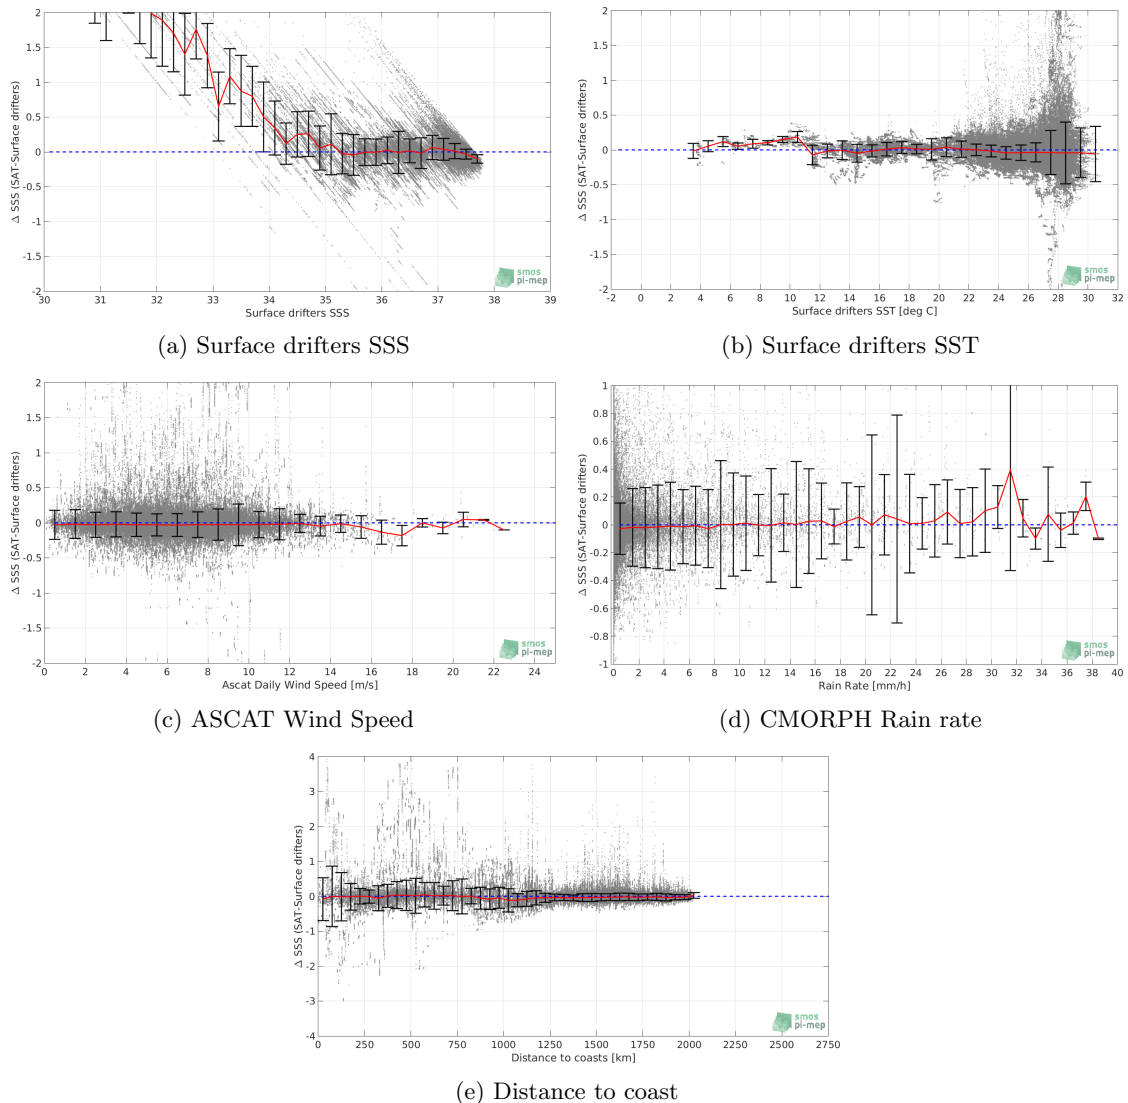 Δ SSS (SAT-Surface drifters)
2
1.5
1
0.5
0
-0.5
-1
-1.5
-2
30 31 32 33 34 35 36 37 38 39
Surface drifters SSS
smos
pi-mep
(a) Surface drifters SSS
Δ SSS (SAT-Surface drifters)
2
1.5
1
0.5
0
-0.5
-1
-1.5
-2
-2 0 2 4 6 8 10 12 14 16 18 20 22 24 26 28 30 32
Surface drifters SST [deg C]
smos
pi-mep
(b) Surface drifters SST
Δ SSS (SAT-Surface drifters)
2
1.5
1
0.5
0
-0.5
-1
-1.5
-2
0 2 4 6 8 10 12 14 16 18 20 22 24
Ascat Daily Wind Speed [m/s]
smos
pi-mep
(c) ASCAT Wind Speed
Δ SSS (SAT-Surface drifters)
1
0.8
0.6
0.4
0.2
0
-0.2
-0.4
-0.6
-0.8
-1
0 2 4 6 8 10 12 14 16 18 20 22 24 26 28 30 32 34 36 38 40
Rain Rate [mm/h]
smos
pi-mep
(d) CMORPH Rain rate
Δ SSS (SAT-Surface drifters)
4
3
2
1
0
-1
-2
-3
-4
0 250 500 750 1000 1250 1500 1750 2000 2250 2500 2750
Distance to coasts [km]
smos
pi-mep
(e) Distance to coast